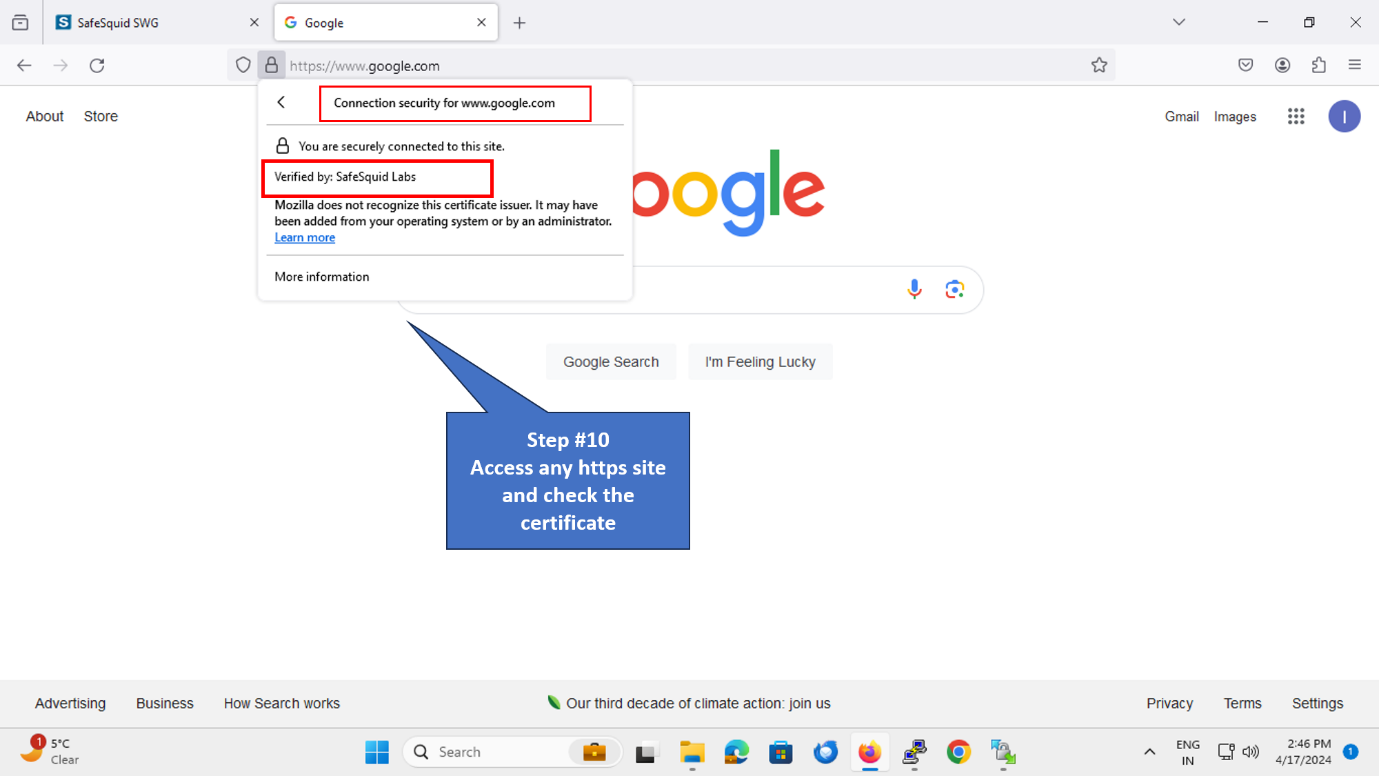 SafeSquid SWG
Google
https://www.google.com
Connection security for www.google.com
You are securely connected to this site.
Verified by: SafeSquid Labs
Mozilla does not recognize this certificate issuer. It may have
been added from your operating system or by an administrator.
Learn more
More information
About
Store
Gmail
Images
I
oogle
Google Search
I'm Feeling Lucky
Step #10
Access any https site
and check the
certificate
Advertising
Business
How Search works
Our third decade of climate action: join us
Privacy
Terms
Settings
1
5°C
Clear
Search
ENG
IN
2:46 PM
4/17/2024
1